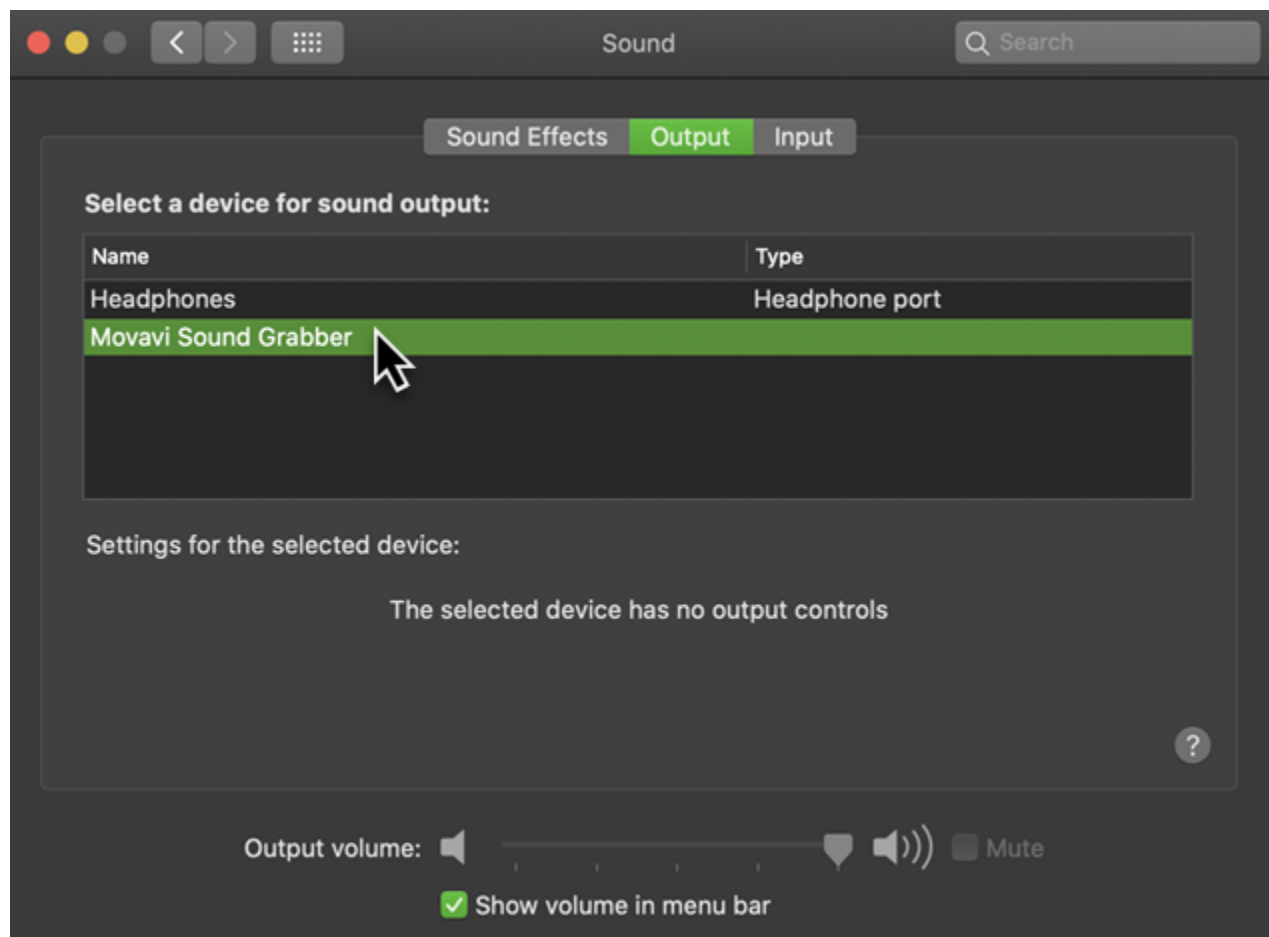 Sound
Search
Sound Effects Output Input
Select a device for sound output:
Name Type
Headphones Headphone port
Movavi Sound Grabber
Settings for the selected device:
The selected device has no output controls
?
Output volume: Mute
Show volume in menu bar